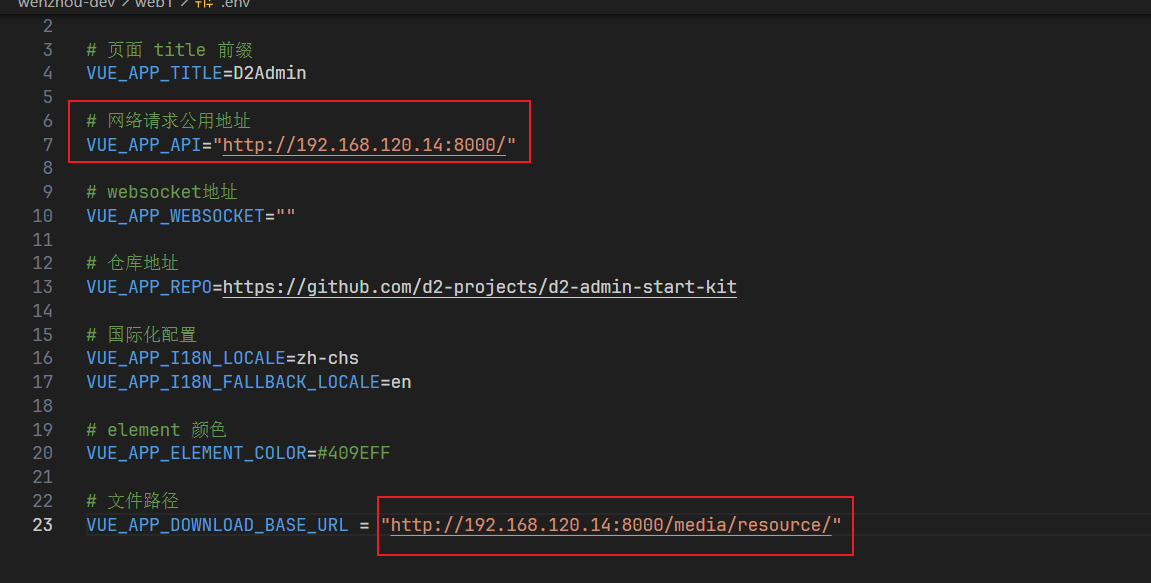 wenzhou-dev > web1 > .env
2
3 # 页面 title 前缀
4 VUE_APP_TITLE=D2Admin
5
6 # 网络请求公用地址
7 VUE_APP_API="http://192.168.120.14:8000/"
8
9 # websocket地址
10 VUE_APP_WEBSOCKET=""
11
12 # 仓库地址
13 VUE_APP_REPO=https://github.com/d2-projects/d2-admin-start-kit
14
15 # 国际化配置
16 VUE_APP_I18N_LOCALE=zh-chs
17 VUE_APP_I18N_FALLBACK_LOCALE=en
18
19 # element 颜色
20 VUE_APP_ELEMENT_COLOR=#409EFF
21
22 # 文件路径
23 VUE_APP_DOWNLOAD_BASE_URL = "http://192.168.120.14:8000/media/resource/"